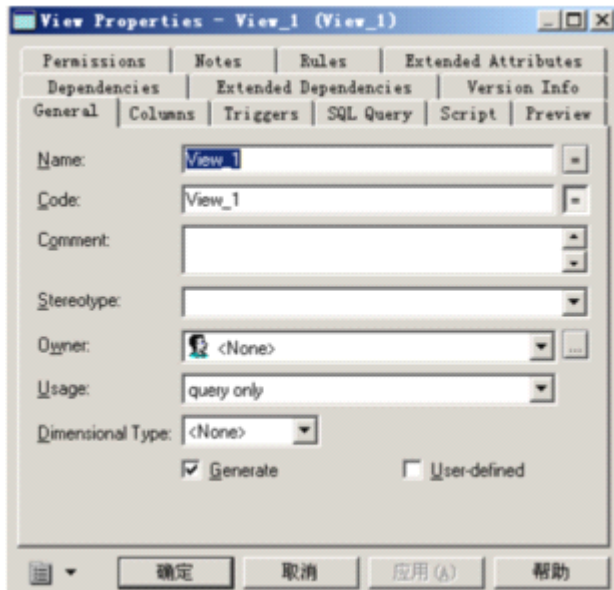 View Properties - View_1 (View_1)
Permissions Notes Rules Extended Attributes
Dependencies Extended Dependencies Version Info
General Columns Triggers SQL Query Script Preview
Name: View_1 =
Code: View_1 =
Comment:
Stereotype:
Owner: <None> ...
Usage: query only
Dimensional Type: <None>
Generate User-defined
确定 取消 应用(A) 帮助